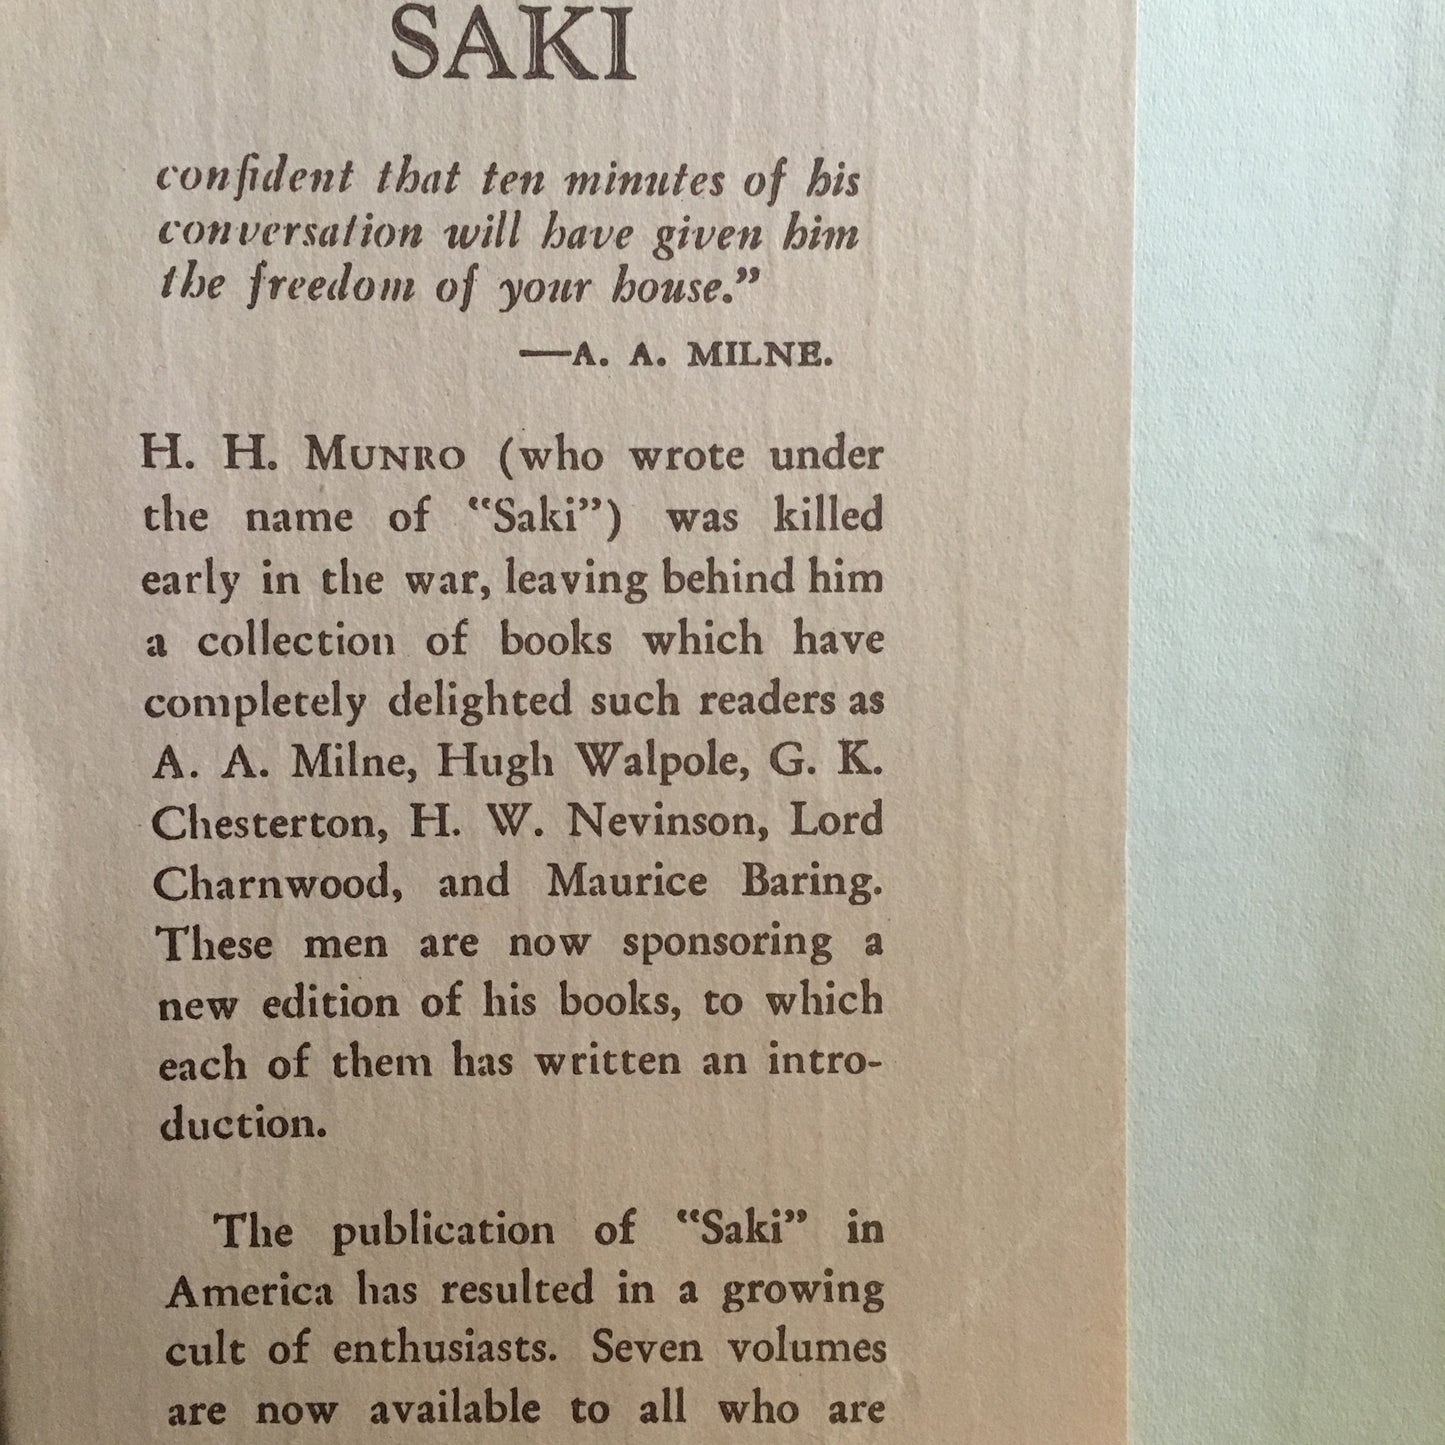 SAKI
confident that ten minutes of his
conversation will have given him
the freedom of your house.”
—A. A. MILNE.
H. H. MUNRO (who wrote under
the name of “Saki”) was killed
early in the war, leaving behind him
a collection of books which have
completely delighted such readers as
A. A. Milne, Hugh Walpole, G. K.
Chesterton, H. W. Nevinson, Lord
Charnwood, and Maurice Baring.
These men are now sponsoring a
new edition of his books, to which
each of them has written an intro-
duction.
The publication of “Saki” in
America has resulted in a growing
cult of enthusiasts. Seven volumes
are now available to all who are